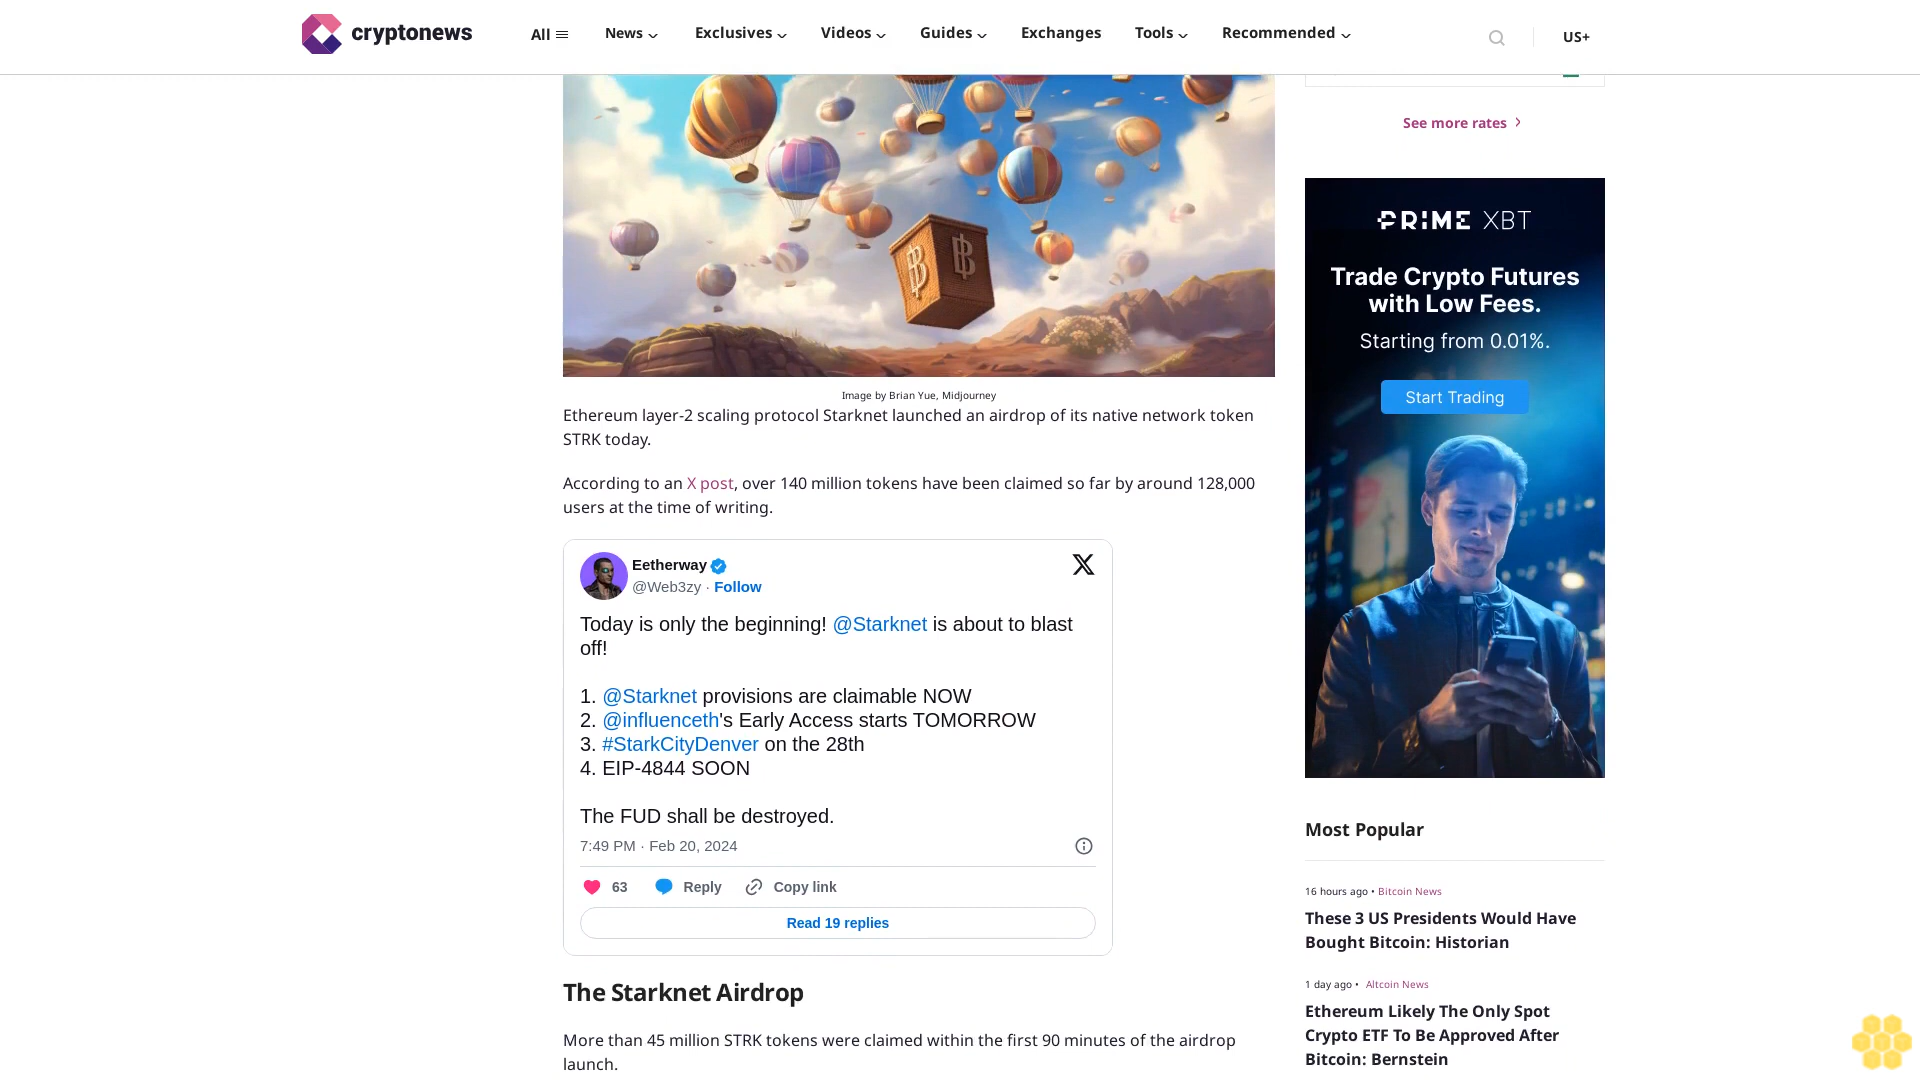 cryptonews
All
News
Exclusives
Videos
Guides
Exchanges
Tools
Recommended
US+
Image by Brian Yue, Midjourney
Ethereum layer-2 scaling protocol Starknet launched an airdrop of its native network token
STRK today.
According to an X post, over 140 million tokens have been claimed so far by around 128,000
users at the time of writing.
Eetherway
@Web3zy · Follow
Today is only the beginning! @Starknet is about to blast
off!
1. @Starknet provisions are claimable NOW
2. @influenceth's Early Access starts TOMORROW
3. #StarkCityDenver on the 28th
4. EIP-4844 SOON
The FUD shall be destroyed.
7:49 PM · Feb 20, 2024
63 Reply Copy link
Read 19 replies
The Starknet Airdrop
More than 45 million STRK tokens were claimed within the first 90 minutes of the airdrop
launch.
See more rates
PRIME XBT
Trade Crypto Futures
with Low Fees.
Starting from 0.01%.
Start Trading
Most Popular
16 hours ago • Bitcoin News
These 3 US Presidents Would Have
Bought Bitcoin: Historian
1 day ago • Altcoin News
Ethereum Likely The Only Spot
Crypto ETF To Be Approved After
Bitcoin: Bernstein